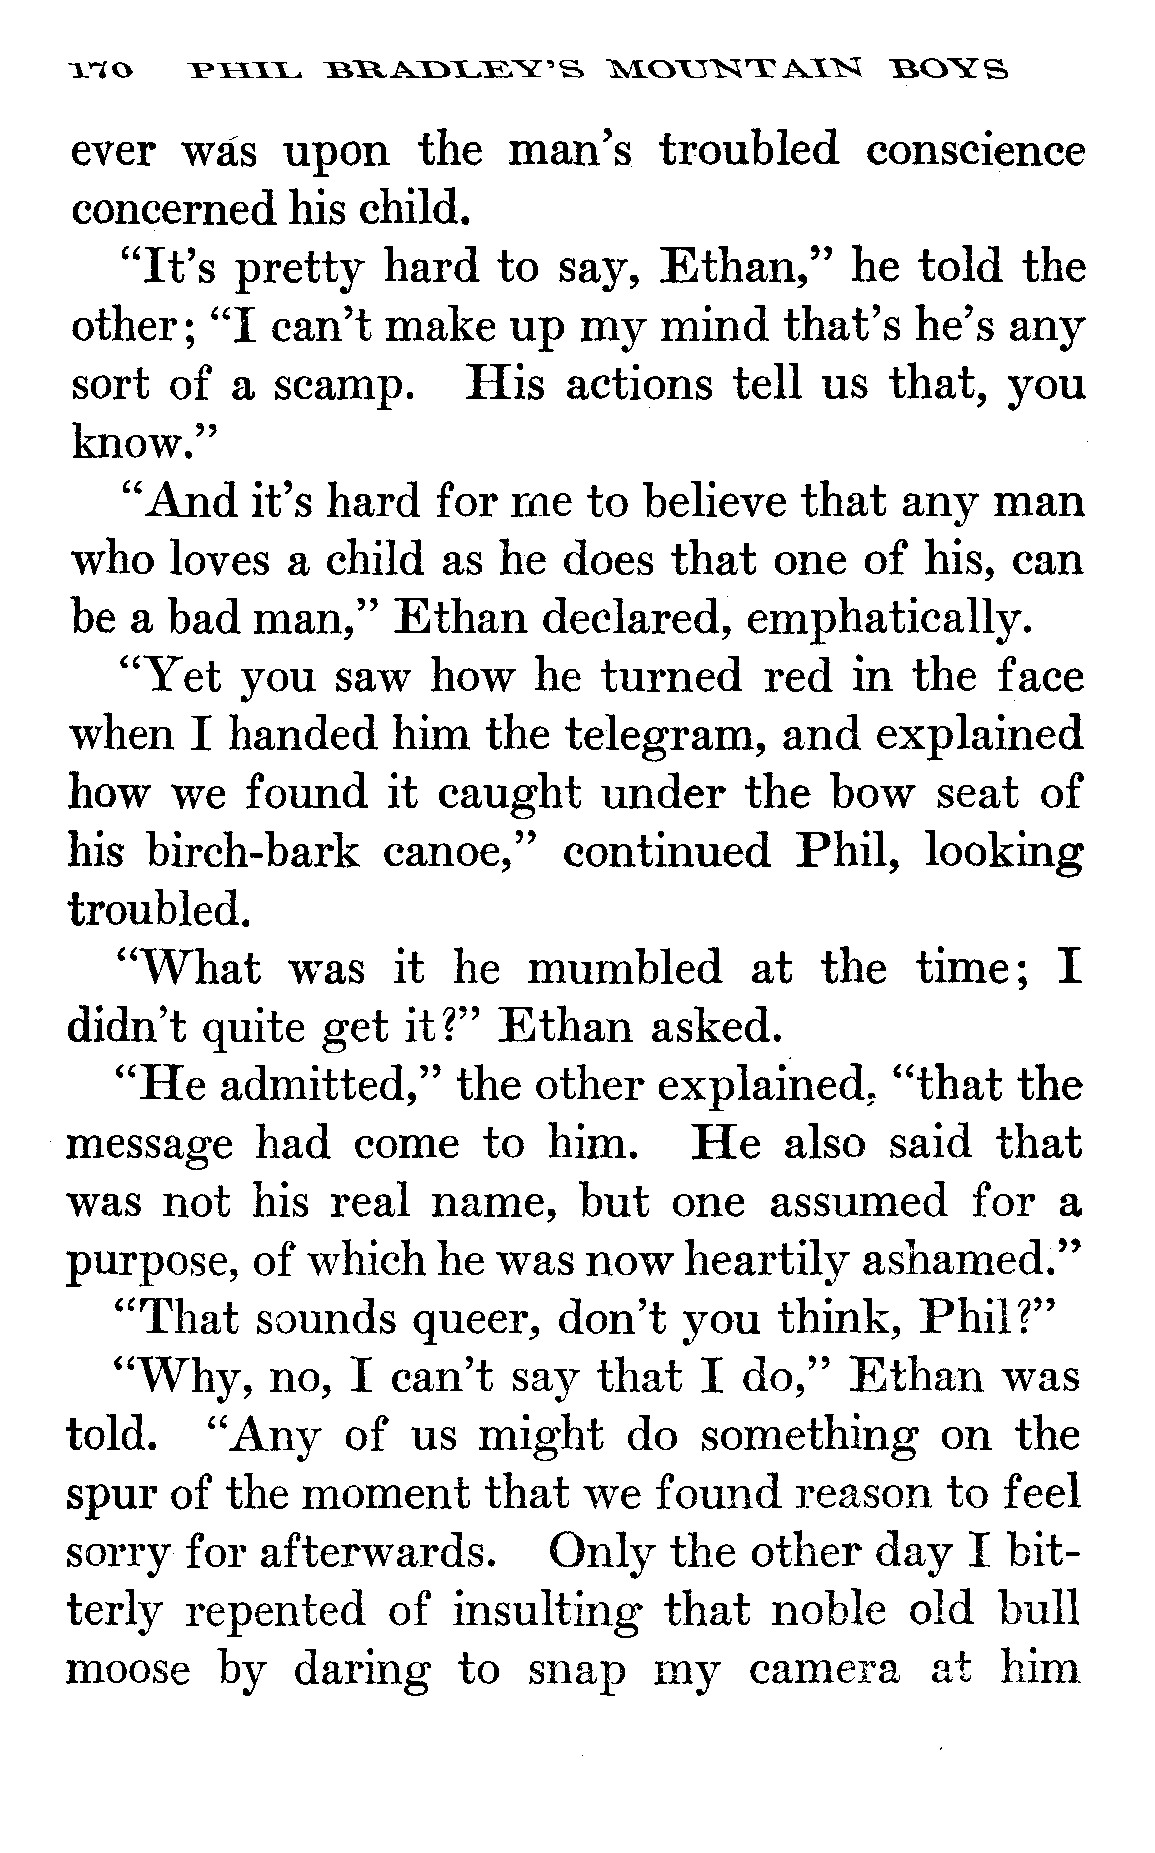 170 PHIL BRADLEY'S MOUNTAIN BOYS
ever was upon the man's troubled conscience
concerned his child.
“It's pretty hard to say, Ethan,” he told the
other; “I can't make up my mind that's he's any
sort of a scamp. His actions tell us that, you
know.”
“And it's hard for me to believe that any man
who loves a child as he does that one of his, can
be a bad man,” Ethan declared, emphatically.
“Yet you saw how he turned red in the face
when I handed him the telegram, and explained
how we found it caught under the bow seat of
his birch-bark canoe,” continued Phil, looking
troubled.
“What was it he mumbled at the time; I
didn't quite get it?” Ethan asked.
“He admitted,” the other explained, “that the
message had come to him. He also said that
was not his real name, but one assumed for a
purpose, of which he was now heartily ashamed.”
“That sounds queer, don't you think, Phil?”
“Why, no, I can't say that I do,” Ethan was
told. “Any of us might do something on the
spur of the moment that we found reason to feel
sorry for afterwards. Only the other day I bit-
terly repented of insulting that noble old bull
moose by daring to snap my camera at him